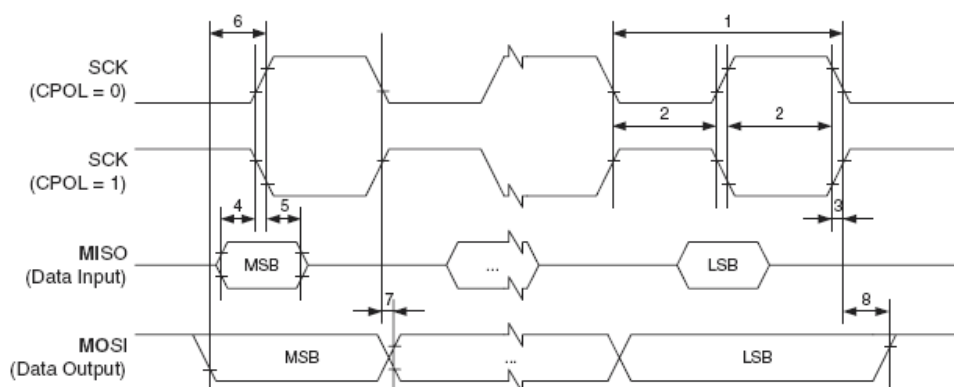 6
1
SCK
(CPOL = 0)
2
2
SCK
(CPOL = 1)
4
5
3
MISO
(Data Input)
MSB
...
LSB
7
8
MOSI
(Data Output)
MSB
...
LSB